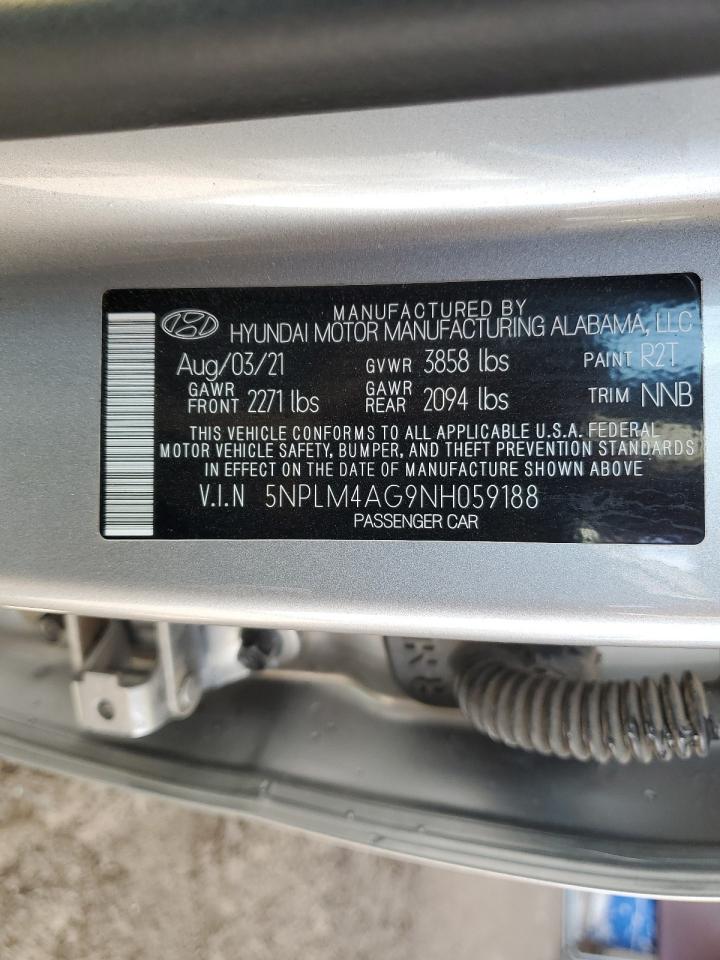 MANUFACTURED BY
HYUNDAI MOTOR MANUFACTURING ALABAMA, LLC
Aug/03/21 GVWR 3858 lbs PAINT R2T
GAWR FRONT 2271 lbs GAWR REAR 2094 lbs TRIM NNB
THIS VEHICLE CONFORMS TO ALL APPLICABLE U.S.A. FEDERAL
MOTOR VEHICLE SAFETY, BUMPER, AND THEFT PREVENTION STANDARDS
IN EFFECT ON THE DATE OF MANUFACTURE SHOWN ABOVE
V.I.N 5NPLM4AG9NH059188
PASSENGER CAR